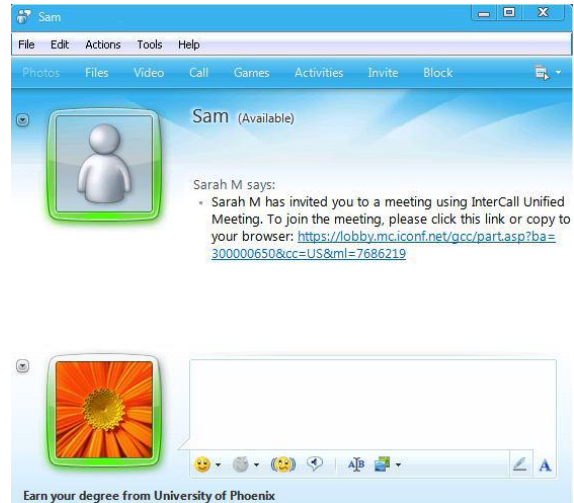 Sam
File Edit Actions Tools Help
Photos Files Video Call Games Activities Invite Block
Sam (Available)
Sarah M says:
Sarah M has invited you to a meeting using InterCall Unified
Meeting. To join the meeting, please click this link or copy to
your browser: https://lobby.mc.iconf.net/gcc/part.asp?ba=
300000650&cc=US&ml=7686219
A
Earn your degree from University of Phoenix